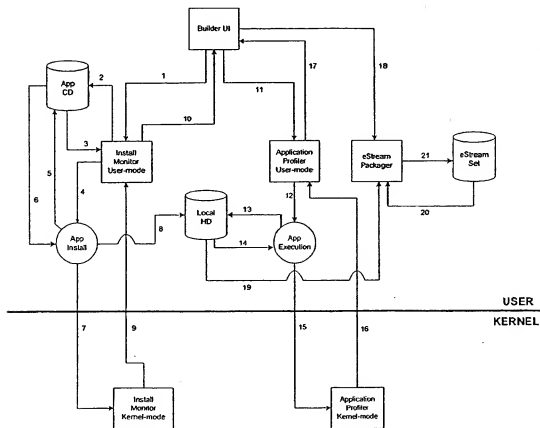 Builder UI
1
2
17
18
App
CD
10
11
3
Install
Monitor
User-mode
Application
Profiler
User-mode
eStream
Packager
21
eStream
Set
5
4
6
12
20
Local
HD
13
App
Install
8
14
App
Execution
19
USER
KERNEL
7
9
15
16
Install
Monitor
Kernel-mode
Application
Profiler
Kernel-mode